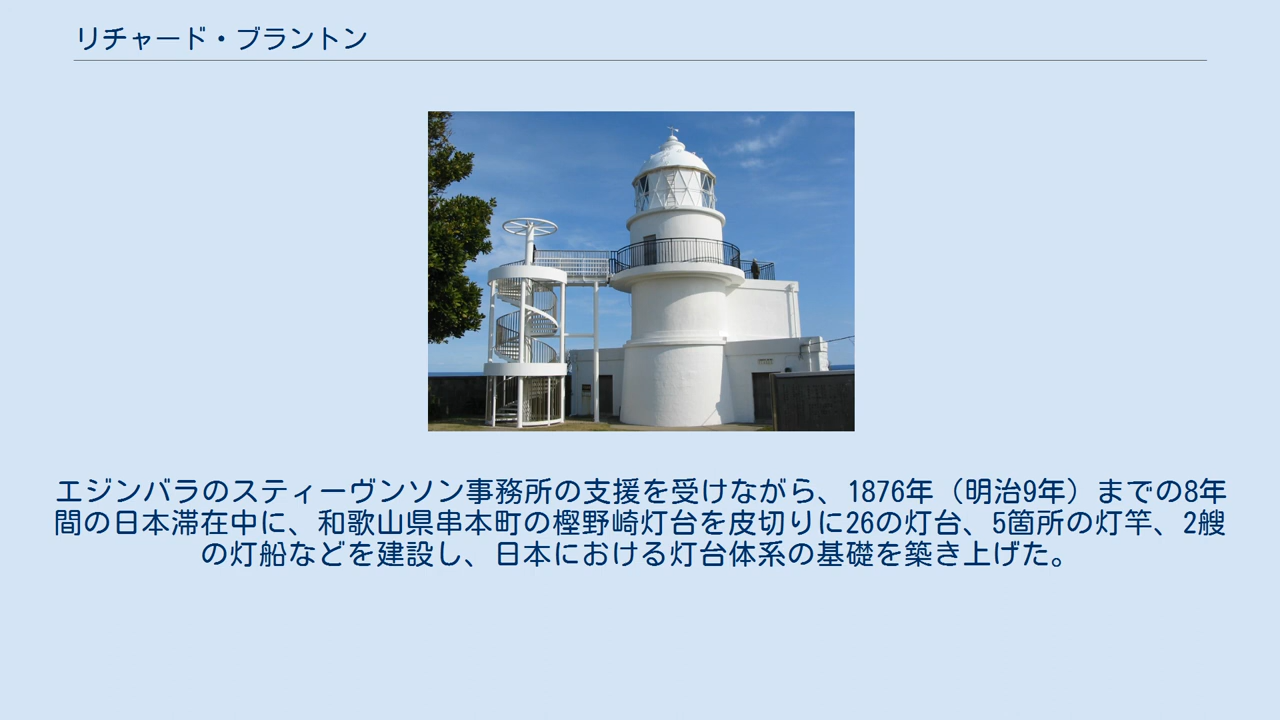 リチャード・ブラントン
エジンバラのスティーヴンソン事務所の支援を受けながら、1876年（明治9年）までの8年
間の日本滞在中に、和歌山県串本町の樫野崎灯台を皮切りに26の灯台、5箇所の灯竿、2艘
の灯船などを建設し、日本における灯台体系の基礎を築き上げた。